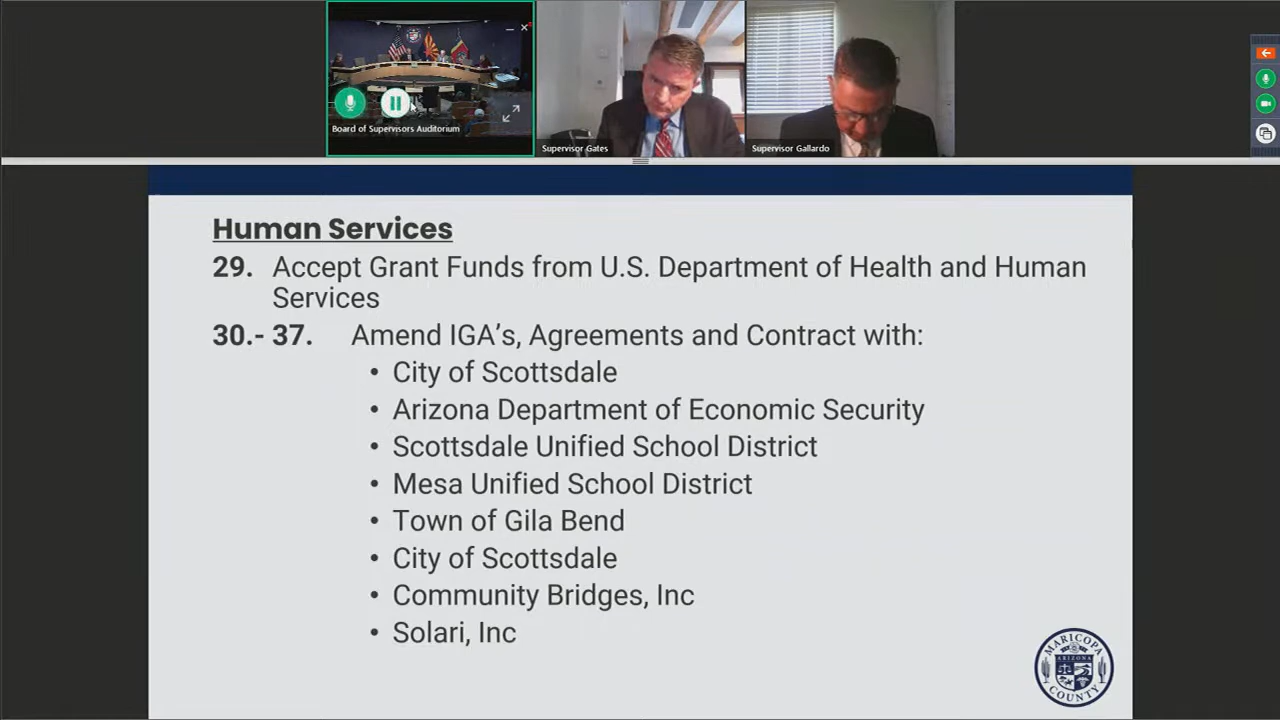 Board of Supervisors Auditorium
Supervisor Gates
Supervisor Gallardo
Human Services
29. Accept Grant Funds from U.S. Department of Health and Human
Services
30.- 37. Amend IGA’s, Agreements and Contract with:
• City of Scottsdale
• Arizona Department of Economic Security
• Scottsdale Unified School District
• Mesa Unified School District
• Town of Gila Bend
• City of Scottsdale
• Community Bridges, Inc
• Solari, Inc
MARICOPA
ARIZONA
COUNTY